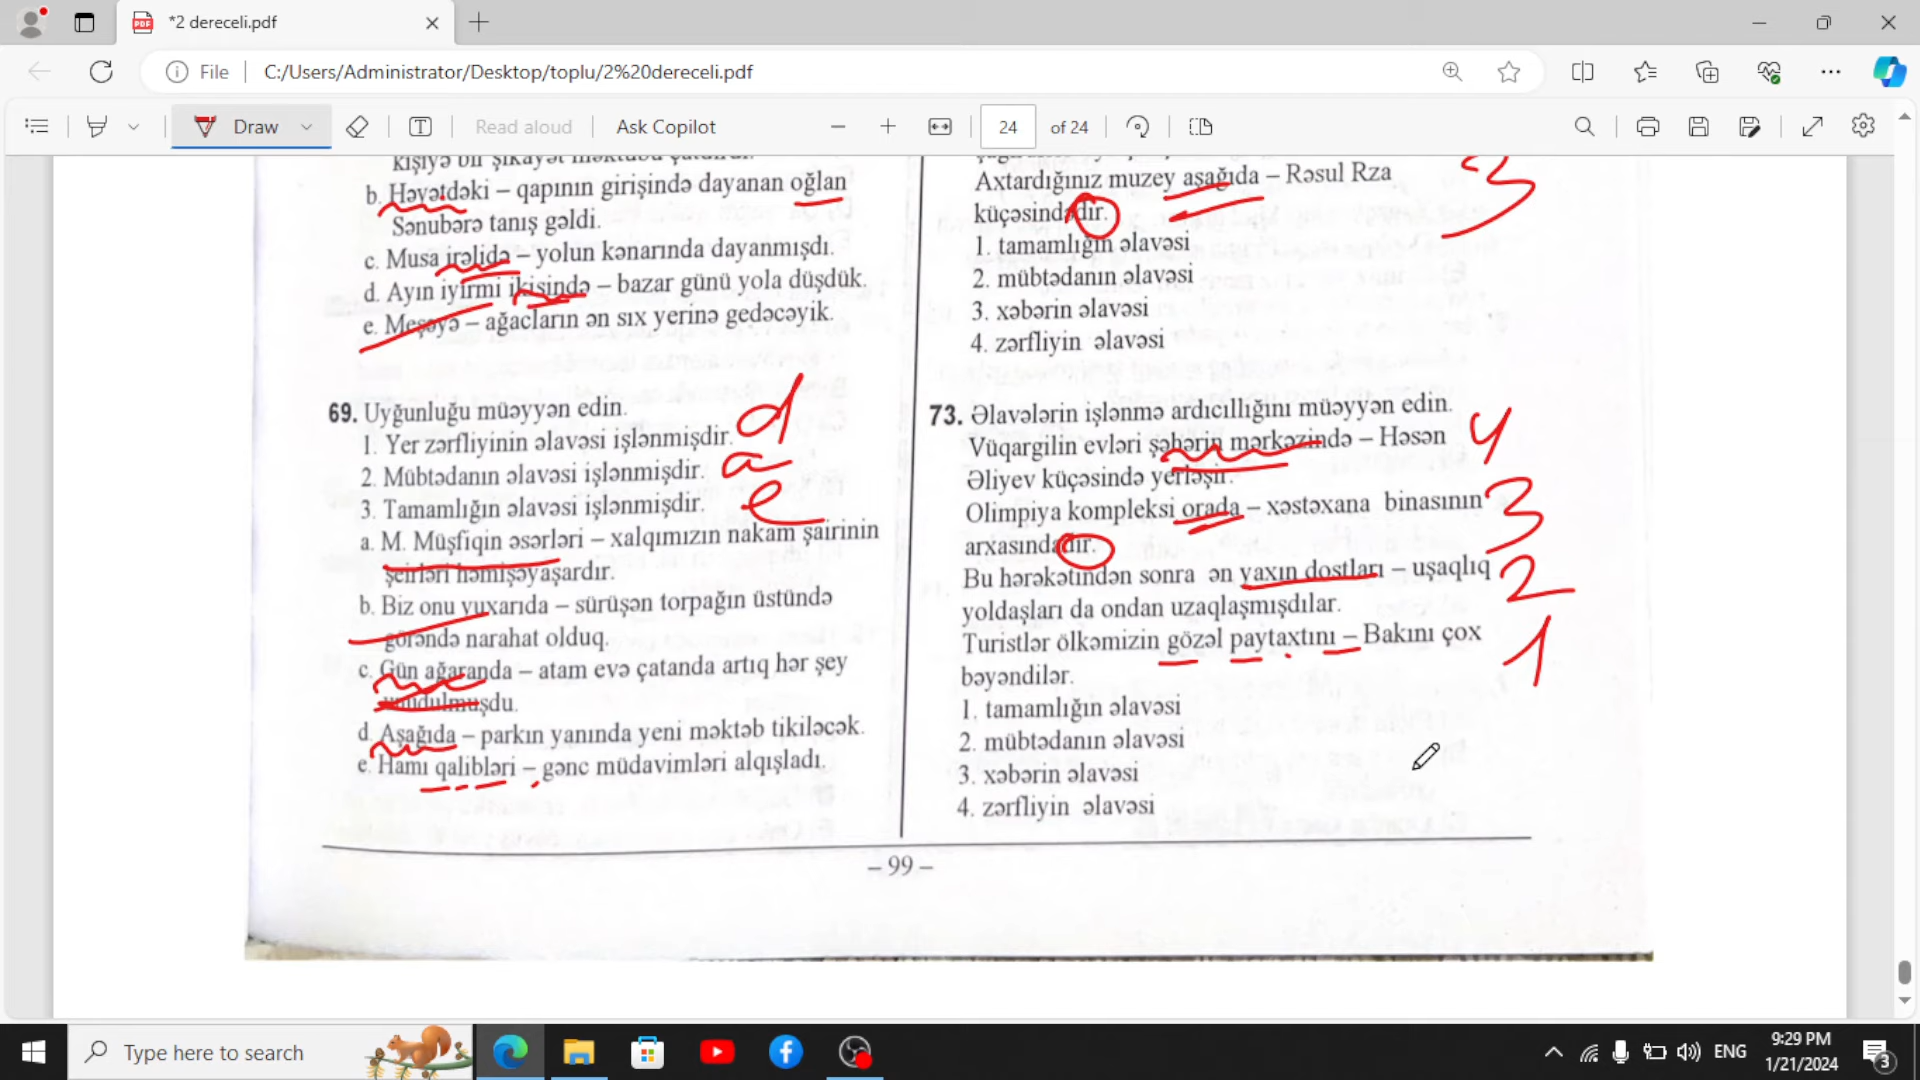 *2 dereceli.pdf
File
C:/Users/Administrator/Desktop/toplu/2%20dereceli.pdf
Draw
Read aloud
Ask Copilot
24
of 24
b. Həyətdəki – qapının girişində dayanan oğlan
Sənubərə tanış gəldi.
c. Musa irəlidə – yolun kənarında dayanmışdı.
d. Ayın iyirmi ikisində – bazar günü yola düşdük.
e. Meşəyə – ağacların ən sıx yerinə gedəcəyik.
69. Uyğunluğu müəyyən edin.
1. Yer zərfliyinin əlavəsi işlənmişdir. d
2. Mübtədanın əlavəsi işlənmişdir. a
3. Tamamlığın əlavəsi işlənmişdir. e
a. M. Müşfiqin əsərləri – xalqımızın nakam şairinin
şeirləri həmişəyaşardır.
b. Biz onu yuxarıda – sürüşən torpağın üstündə
görəndə narahat olduq.
c. Gün ağaranda – atam evə çatanda artıq hər şey
unudulmuşdu.
d. Aşağıda – parkın yanında yeni məktəb tikiləcək.
e. Hamı qalibləri – gənc müdavimləri alqışladı.
Axtardığınız muzey aşağıda – Rəsul Rza
küçəsindədir.
3
1. tamamlığın əlavəsi
2. mübtədanın əlavəsi
3. xəbərin əlavəsi
4. zərfliyin əlavəsi
73. Əlavələrin işlənmə ardıcıllığını müəyyən edin.
Vüqargilin evləri şəhərin mərkəzində – Həsən 4
Əliyev küçəsində yerləşir.
Olimpiya kompleksi orada – xəstəxana binasının 3
arxasındadır.
Bu hərəkətindən sonra ən yaxın dostları – uşaqlıq 2
yoldaşları da ondan uzaqlaşmışdılar.
Turistlər ölkəmizin gözəl paytaxtını – Bakını çox 1
bəyəndilər.
1. tamamlığın əlavəsi
2. mübtədanın əlavəsi
3. xəbərin əlavəsi
4. zərfliyin əlavəsi
– 99 –
Type here to search
ENG
9:29 PM
1/21/2024
3